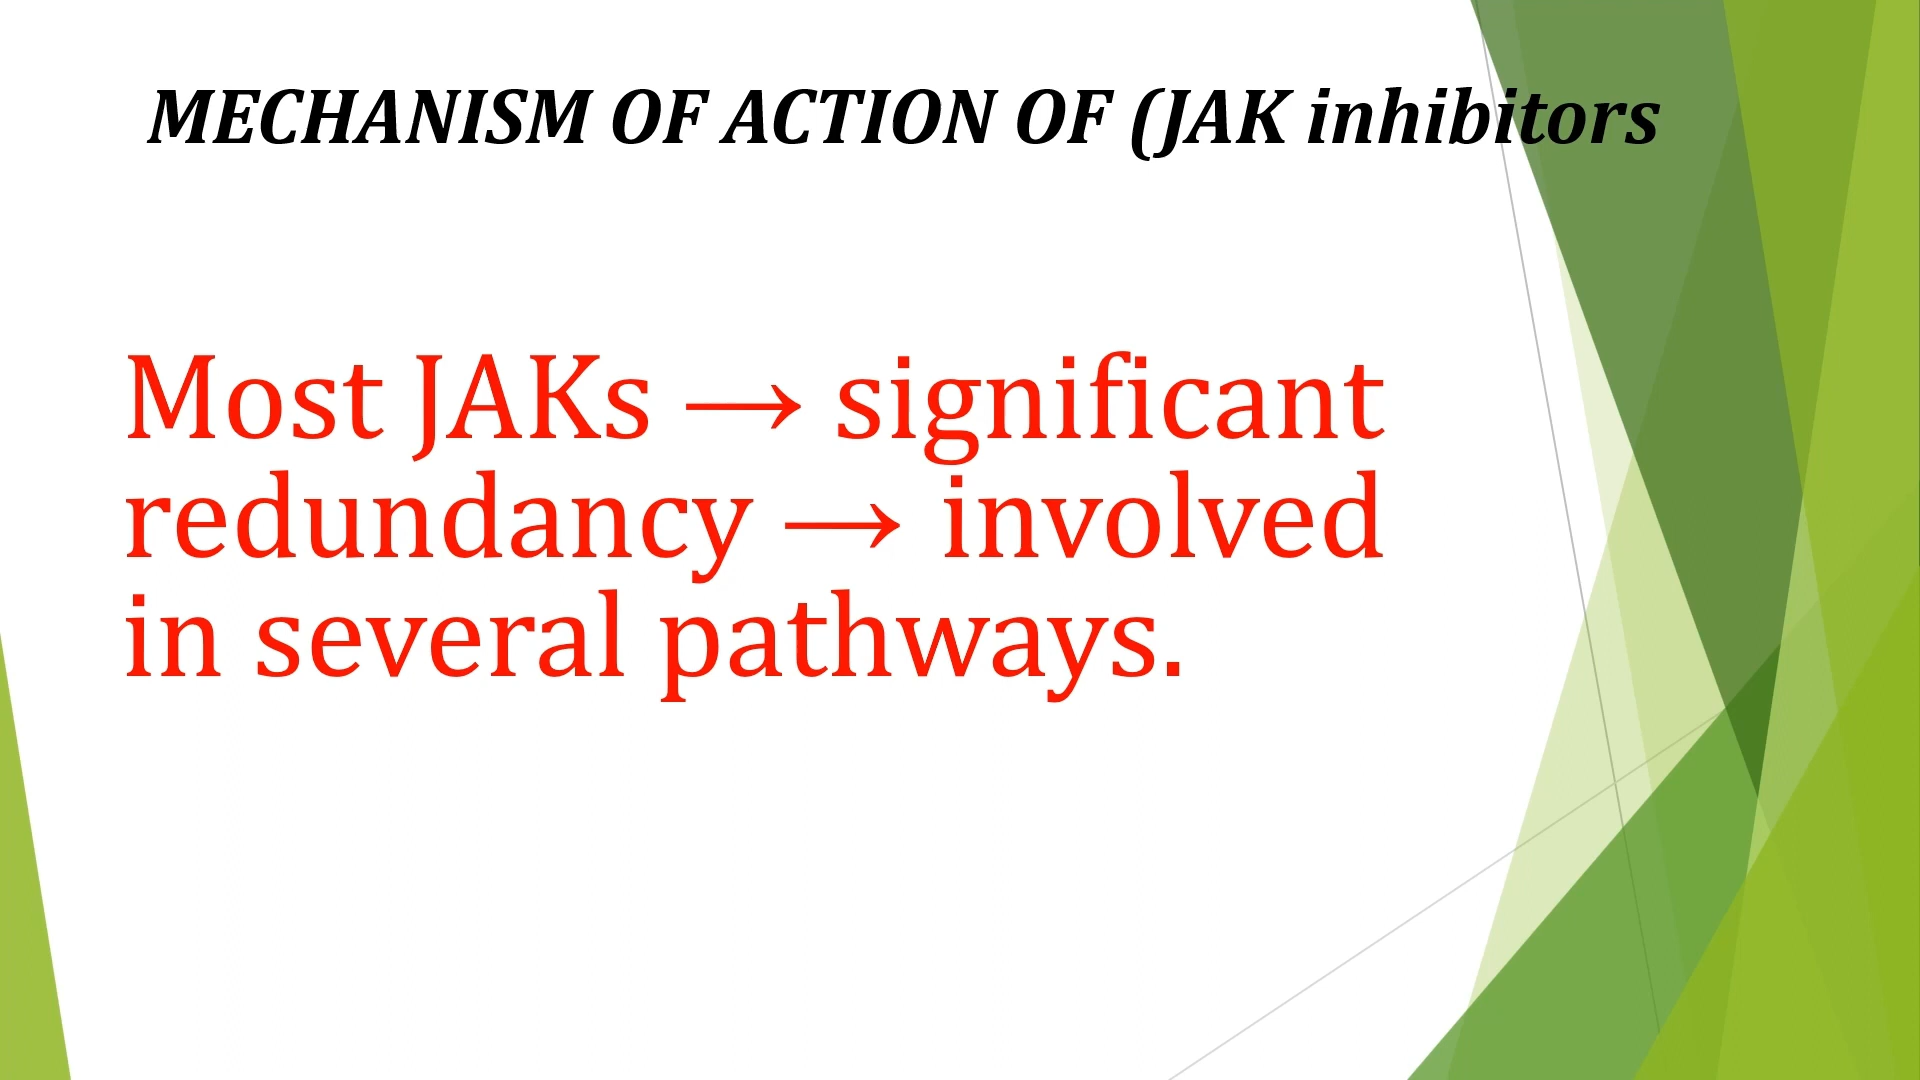 MECHANISM OF ACTION OF (JAK inhibitors
Most JAKs → significant
redundancy → involved
in several pathways.